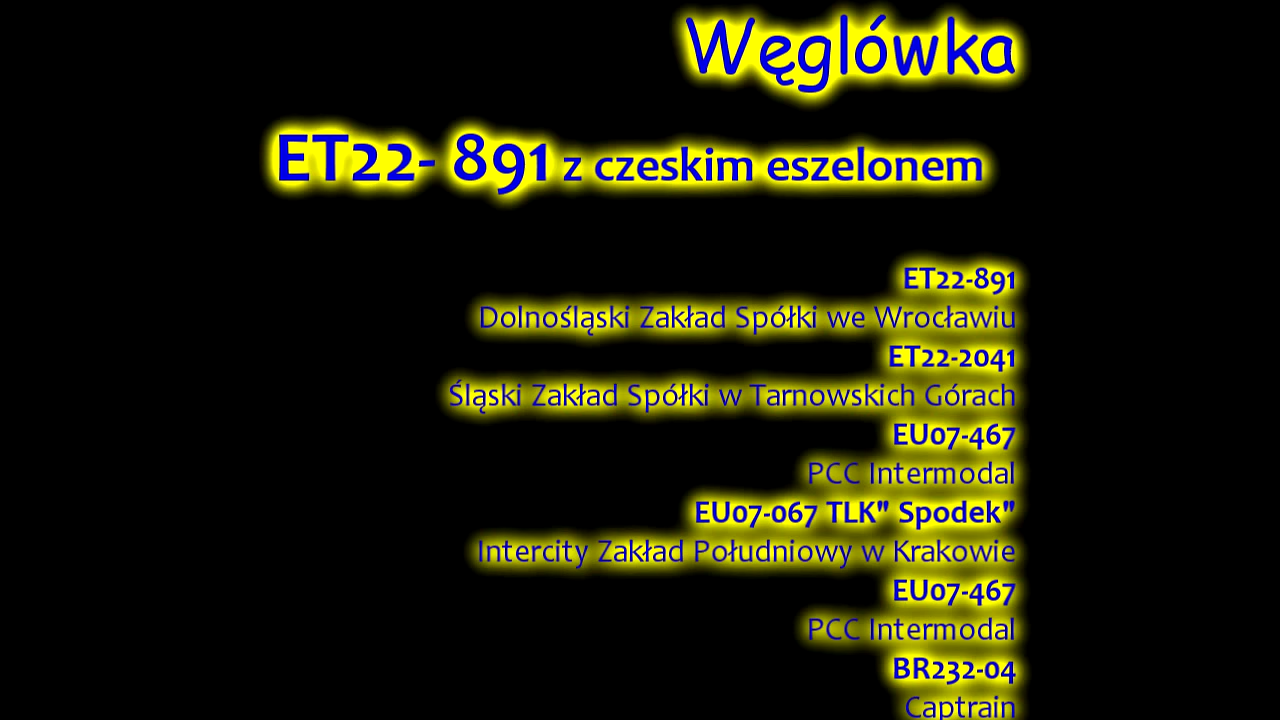 Węglówka
ET22- 891 z czeskim eszelonem
ET22-891
Dolnośląski Zakład Spółki we Wrocławiu
ET22-2041
Śląski Zakład Spółki w Tarnowskich Górach
EU07-467
PCC Intermodal
EU07-067 TLK" Spodek"
Intercity Zakład Południowy w Krakowie
EU07-467
PCC Intermodal
BR232-04
Captrain